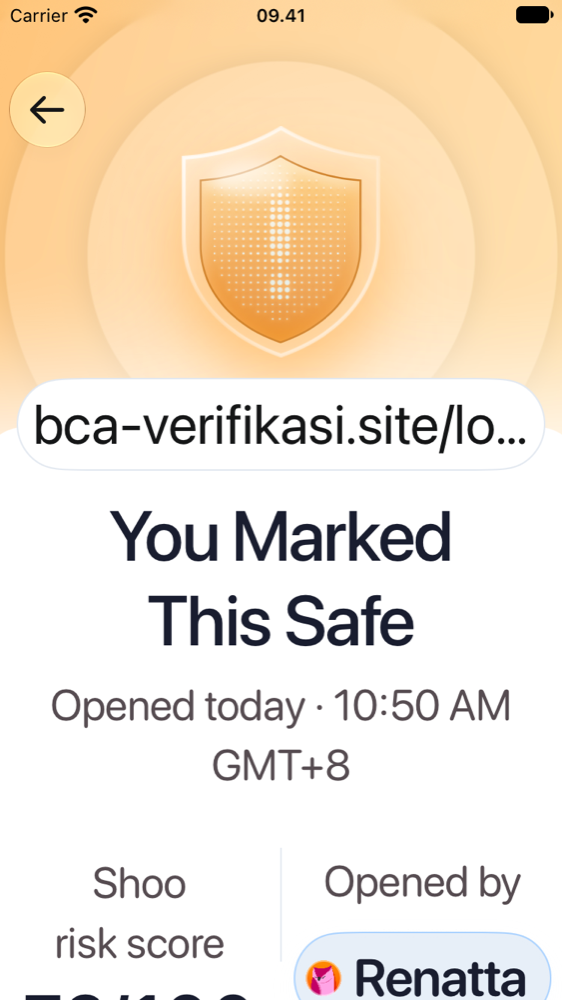 Carrier
09.41
bca-verifikasi.site/lo...
You Marked
This Safe
Opened today · 10:50 AM
GMT+8
Shoo
risk score
Opened by
Renatta